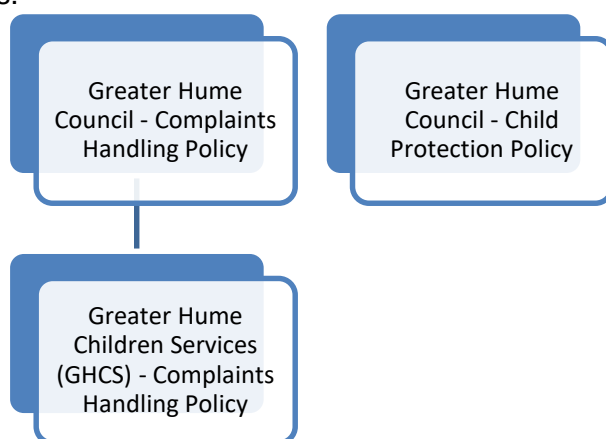 Greater Hume
Council - Complaints
Handling Policy
Greater Hume
Council - Child
Protection Policy
Greater Hume
Children Services
(GHCS) - Complaints
Handling Policy